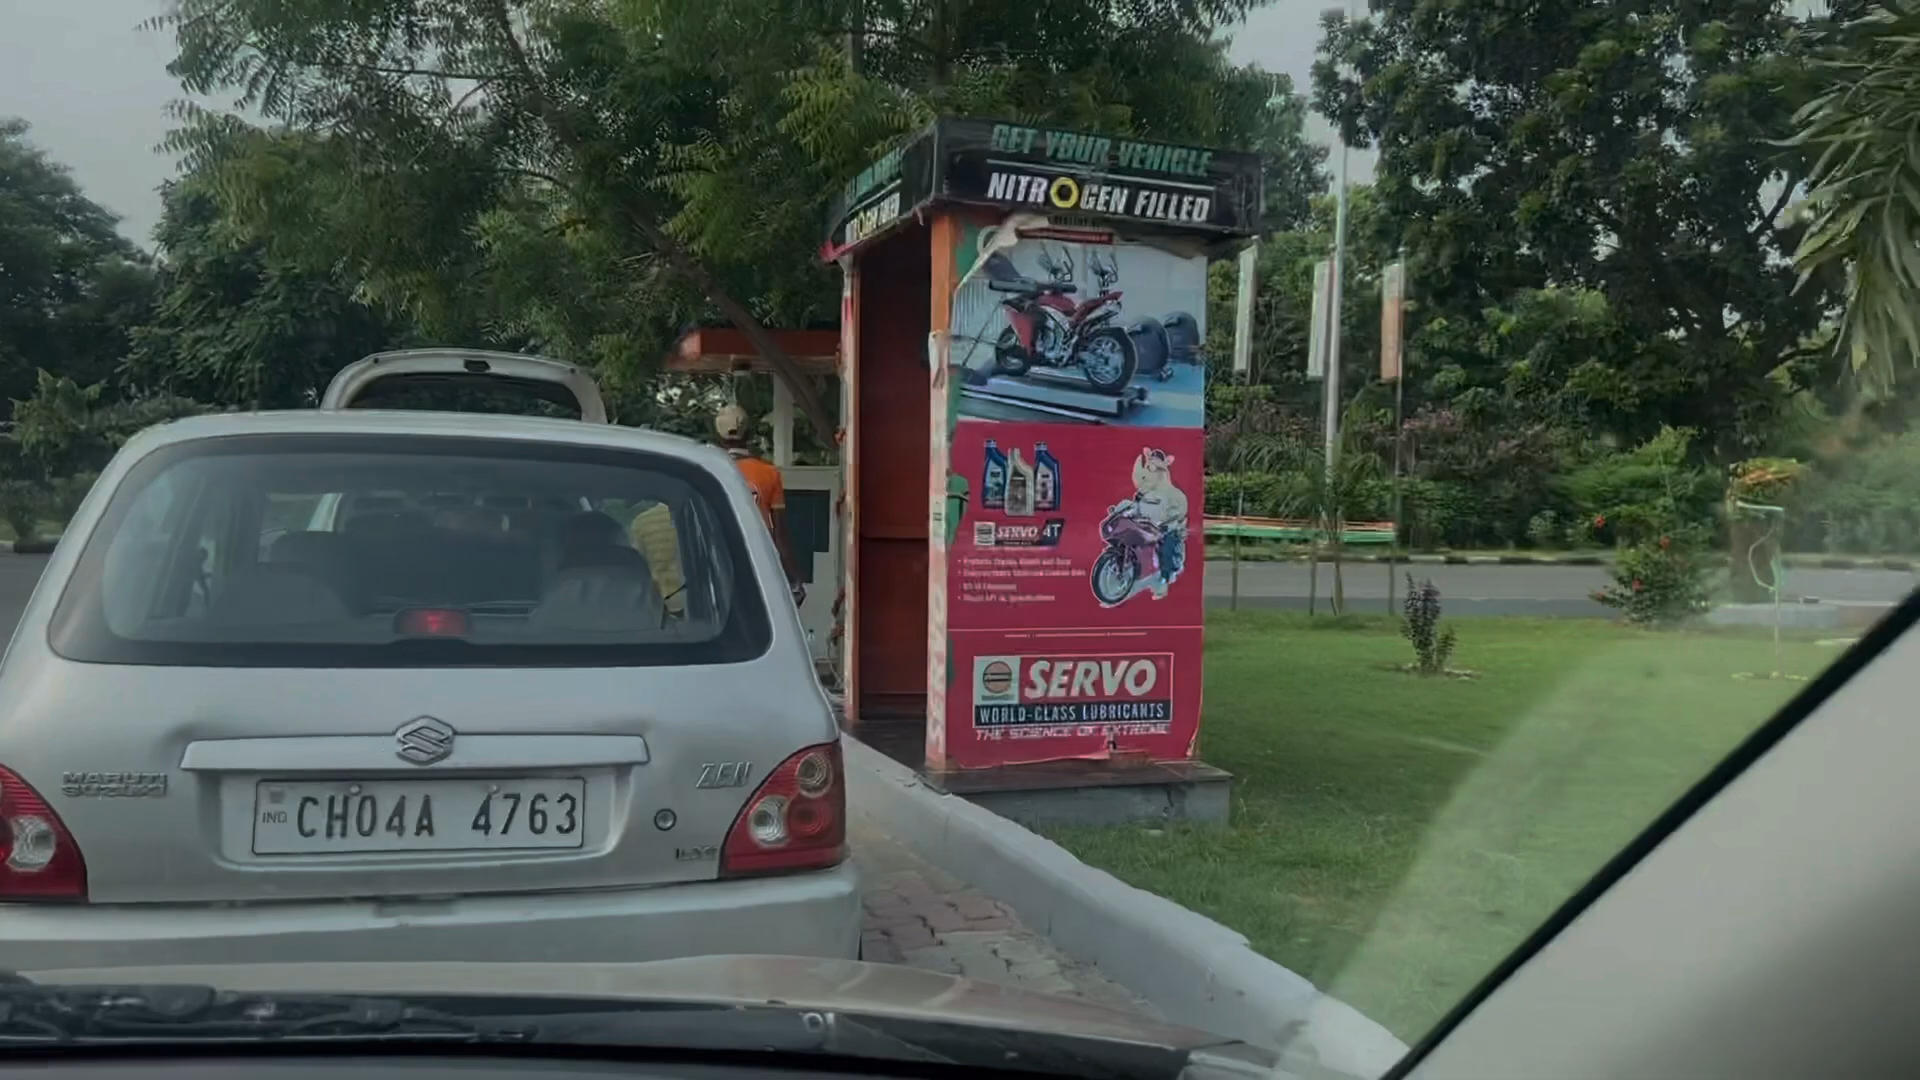 GET YOUR VEHICLE
NITROGEN FILLED
SERVO 4T
SERVO
WORLD-CLASS LUBRICANTS
THE SCIENCE OF EXTREME
MARUTI
SUZUKI
ZEN
IND CH04A 4763